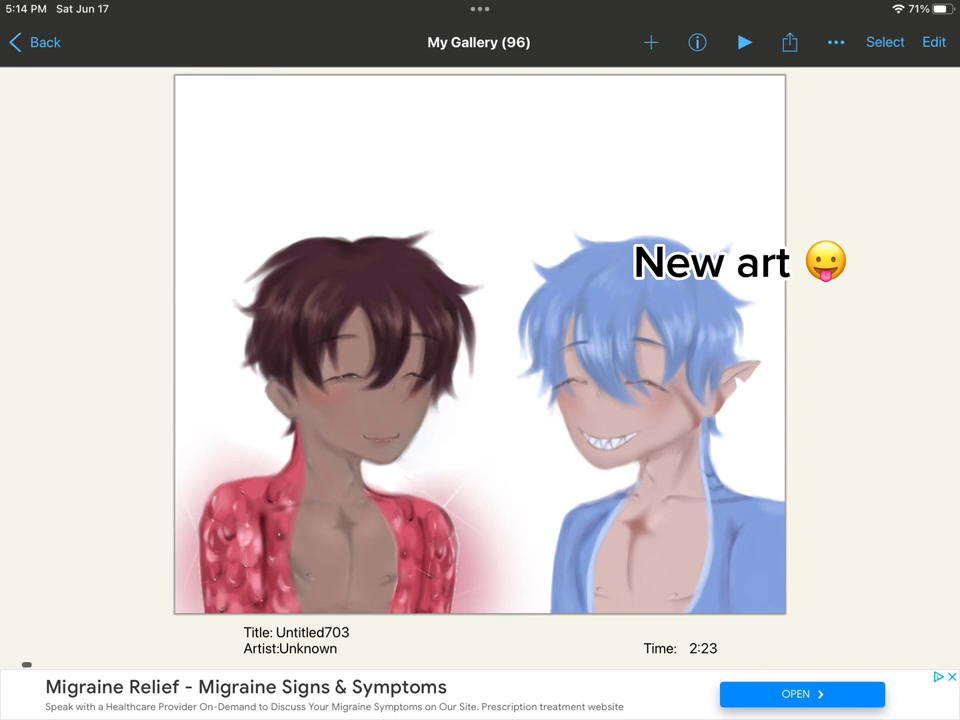 5:14 PM Sat Jun 17
71%
Back
My Gallery (96)
Select
Edit
New art 😛
Title: Untitled703
Artist:Unknown
Time: 2:23
Migraine Relief - Migraine Signs & Symptoms
Speak with a Healthcare Provider On-Demand to Discuss Your Migraine Symptoms on Our Site. Prescription treatment website
OPEN